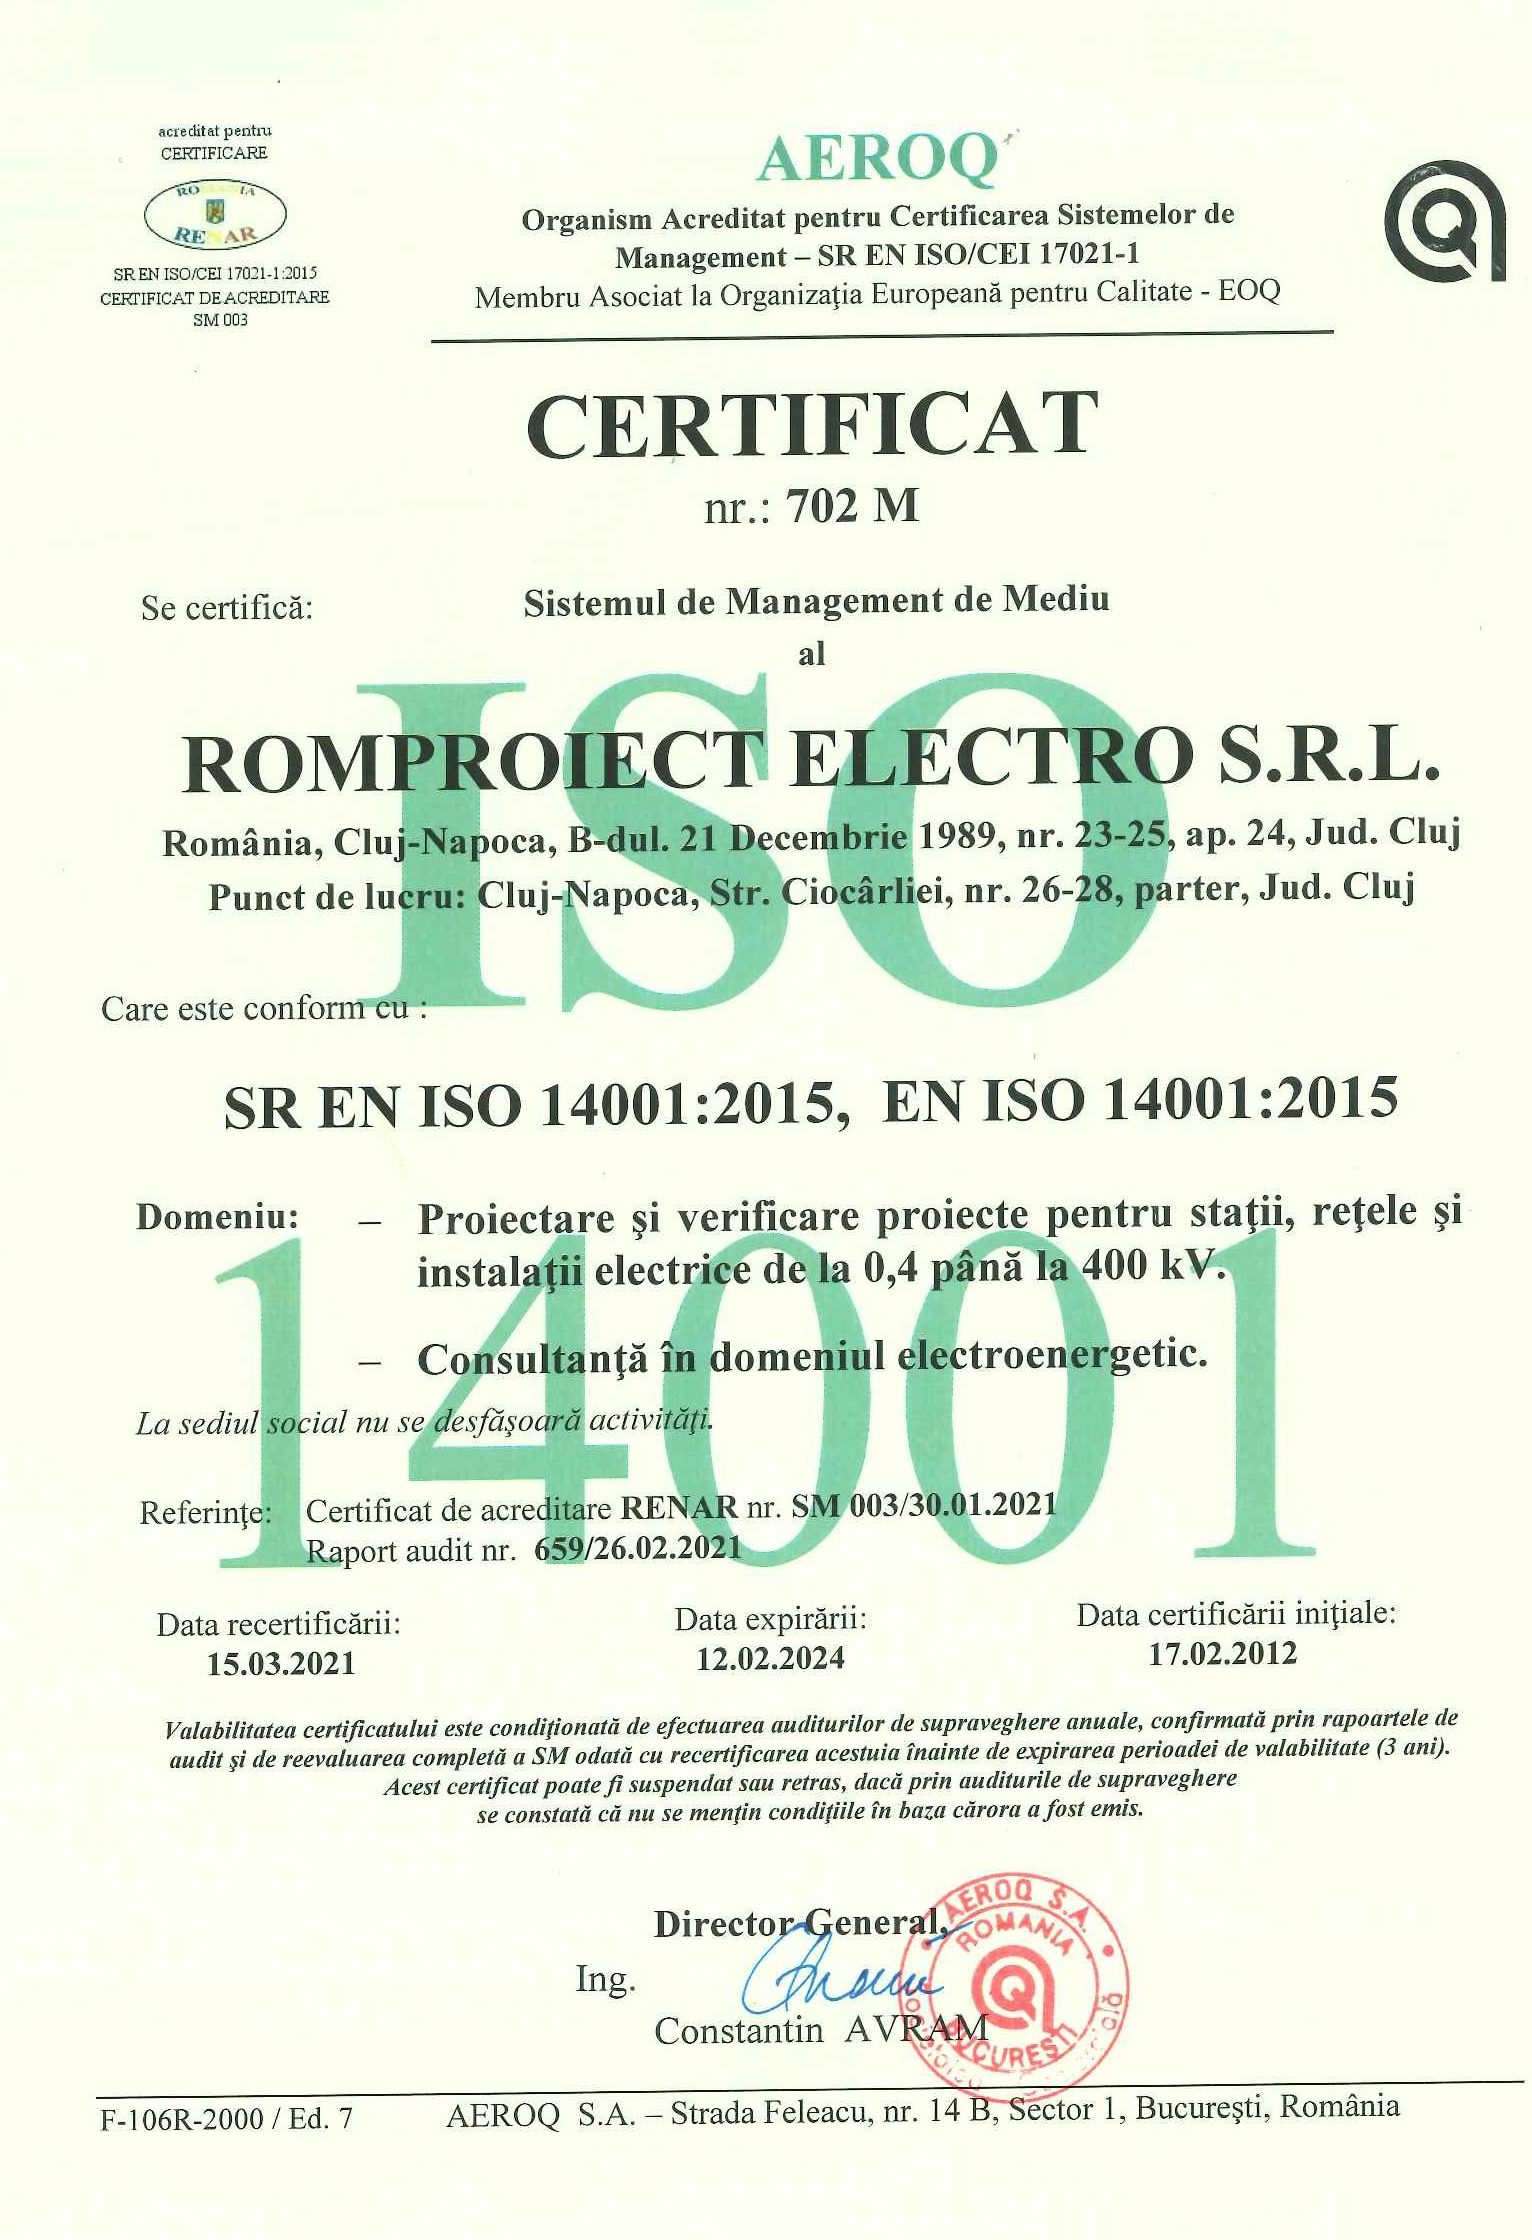 acreditat pentru
CERTIFICARE
ROMANIA
RENAR
SR EN ISO/CEI 17021-1:2015
CERTIFICAT DE ACREDITARE
SM 003
AEROQ
Organism Acreditat pentru Certificarea Sistemelor de
Management – SR EN ISO/CEI 17021-1
Membru Asociat la Organizaţia Europeană pentru Calitate - EOQ
Q
CERTIFICAT
nr.: 702 M
Se certifică: Sistemul de Management de Mediu
al
ISO
ROMPROIECT ELECTRO S.R.L.
România, Cluj-Napoca, B-dul. 21 Decembrie 1989, nr. 23-25, ap. 24, Jud. Cluj
Punct de lucru: Cluj-Napoca, Str. Ciocârliei, nr. 26-28, parter, Jud. Cluj
Care este conform cu :
SR EN ISO 14001:2015, EN ISO 14001:2015
Domeniu: – Proiectare şi verificare proiecte pentru staţii, reţele şi
instalaţii electrice de la 0,4 până la 400 kV.
– Consultanţă în domeniul electroenergetic.
14001
La sediul social nu se desfăşoară activităţi.
Referinţe: Certificat de acreditare RENAR nr. SM 003/30.01.2021
Raport audit nr. 659/26.02.2021
Data recertificării: Data expirării: Data certificării iniţiale:
15.03.2021 12.02.2024 17.02.2012
Valabilitatea certificatului este condiţionată de efectuarea auditurilor de supraveghere anuale, confirmată prin rapoartele de
audit şi de reevaluarea completă a SM odată cu recertificarea acestuia înainte de expirarea perioadei de valabilitate (3 ani).
Acest certificat poate fi suspendat sau retras, dacă prin auditurile de supraveghere
se constată că nu se menţin condiţiile în baza cărora a fost emis.
Director General,
Ing.
Constantin AVRAM
AEROQ S.A.
ROMANIA
Q
BUCUREŞTI
F-106R-2000 / Ed. 7 AEROQ S.A. – Strada Feleacu, nr. 14 B, Sector 1, Bucureşti, România